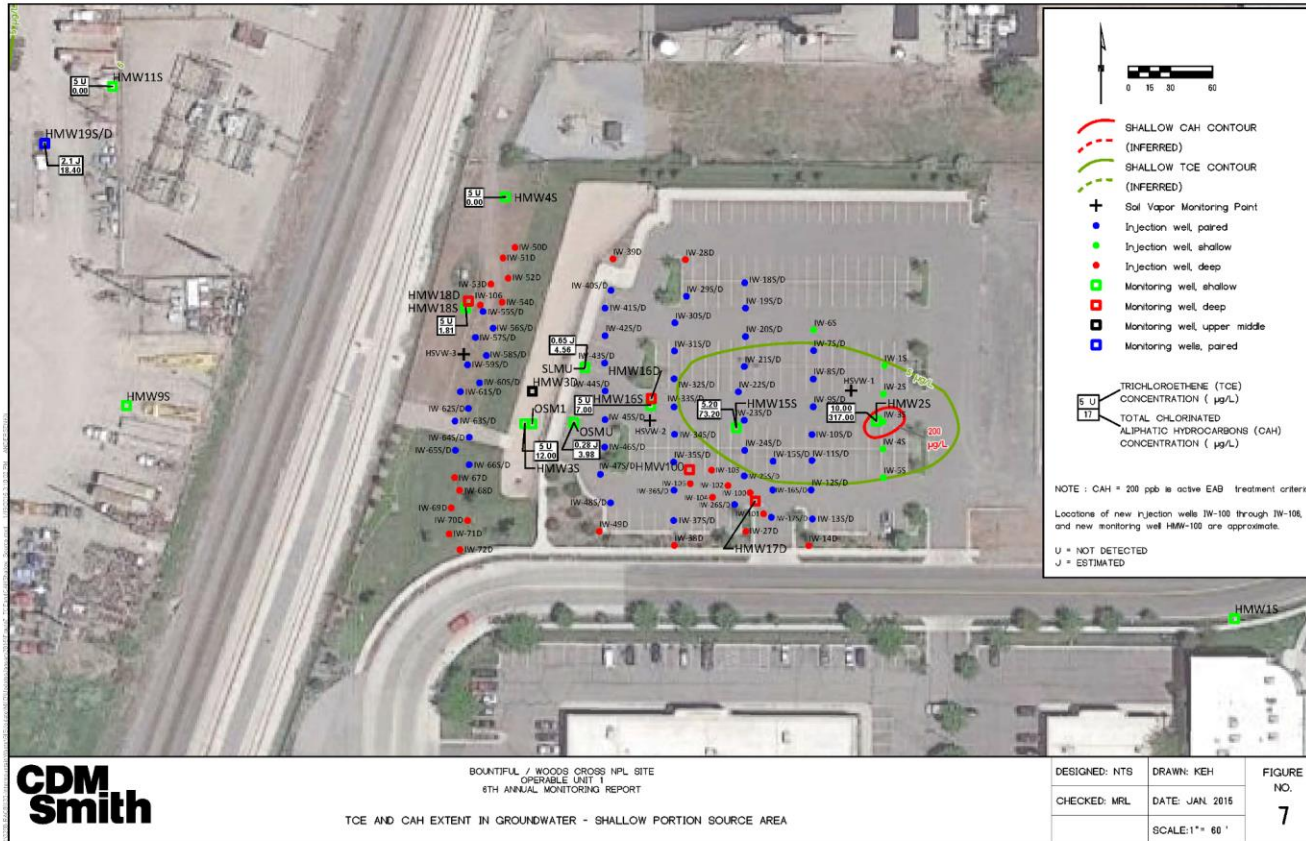 5 U
0.00
HMW11S
HMW19S/D
2.1 J
18.40
5 U
0.00
HMW4S
IW-50D
IW-51D
IW-52D
IW-53D
IW-54D
HMW18D
IW-106
HMW18S
IW-55S/D
5 U
1.81
IW-56S/D
IW-57S/D
HSVW-3
IW-58S/D
IW-59S/D
IW-60S/D
IW-61S/D
IW-62S/D
IW-63S/D
IW-64S/D
IW-65S/D
IW-66S/D
IW-67D
IW-68D
IW-69D
IW-70D
IW-71D
IW-72D
HMW9S
IW-39D
IW-40S/D
IW-41S/D
IW-42S/D
0.65 J
4.56
IW-43S/D
SLMU
HMW3D
IW-44S/D
5 U
7.00
HMW16D
HMW16S
OSM1
IW-45S/D
HSVW-2
OSMU
5 U
12.00
0.28 J
3.98
IW-46S/D
HMW3S
IW-47S/D
IW-48S/D
IW-49D
IW-28D
IW-29S/D
IW-30S/D
IW-31S/D
IW-32S/D
IW-33S/D
IW-34S/D
IW-35S/D
HMW100
IW-36S/D
IW-37S/D
IW-38D
IW-18S/D
IW-19S/D
IW-20S/D
IW-21S/D
IW-22S/D
5.20
73.20
HMW15S
IW-23S/D
IW-24S/D
IW-25S/D
IW-103
IW-102
IW-105
IW-104
IW-100
IW-26S/D
IW-101
IW-27D
HMW17D
IW-15S/D
IW-16S/D
IW-17S/D
IW-6S
IW-7S/D
IW-8S/D
IW-9S/D
IW-10S/D
IW-11S/D
IW-12S/D
IW-13S/D
IW-14D
IW-1S
5 µg/L
IW-2S
HSVW-1
10.00
317.00
HMW2S
IW-3S
IW-4S
IW-5S
200
µg/L
HMW1S
N
0 15 30 60
SHALLOW CAH CONTOUR
(INFERRED)
SHALLOW TCE CONTOUR
(INFERRED)
Soil Vapor Monitoring Point
Injection well, paired
Injection well, shallow
Injection well, deep
Monitoring well, shallow
Monitoring well, deep
Monitoring well, upper middle
Monitoring wells, paired
5 U
17
TRICHLOROETHENE (TCE)
CONCENTRATION ( µg/L)
TOTAL CHLORINATED
ALIPHATIC HYDROCARBONS (CAH)
CONCENTRATION ( µg/L)
NOTE : CAH = 200 ppb is active EAB treatment criteri
Locations of new injection wells IW-100 through IW-106,
and new monitoring well HMW-100 are approximate.
U = NOT DETECTED
J = ESTIMATED
CDM
Smith
BOUNTIFUL / WOODS CROSS NPL SITE
OPERABLE UNIT 1
6TH ANNUAL MONITORING REPORT
TCE AND CAH EXTENT IN GROUNDWATER - SHALLOW PORTION SOURCE AREA
DESIGNED: NTS
DRAWN: KEH
CHECKED: MRL
DATE: JAN. 2016
SCALE:1"= 60 '
FIGURE
NO.
7